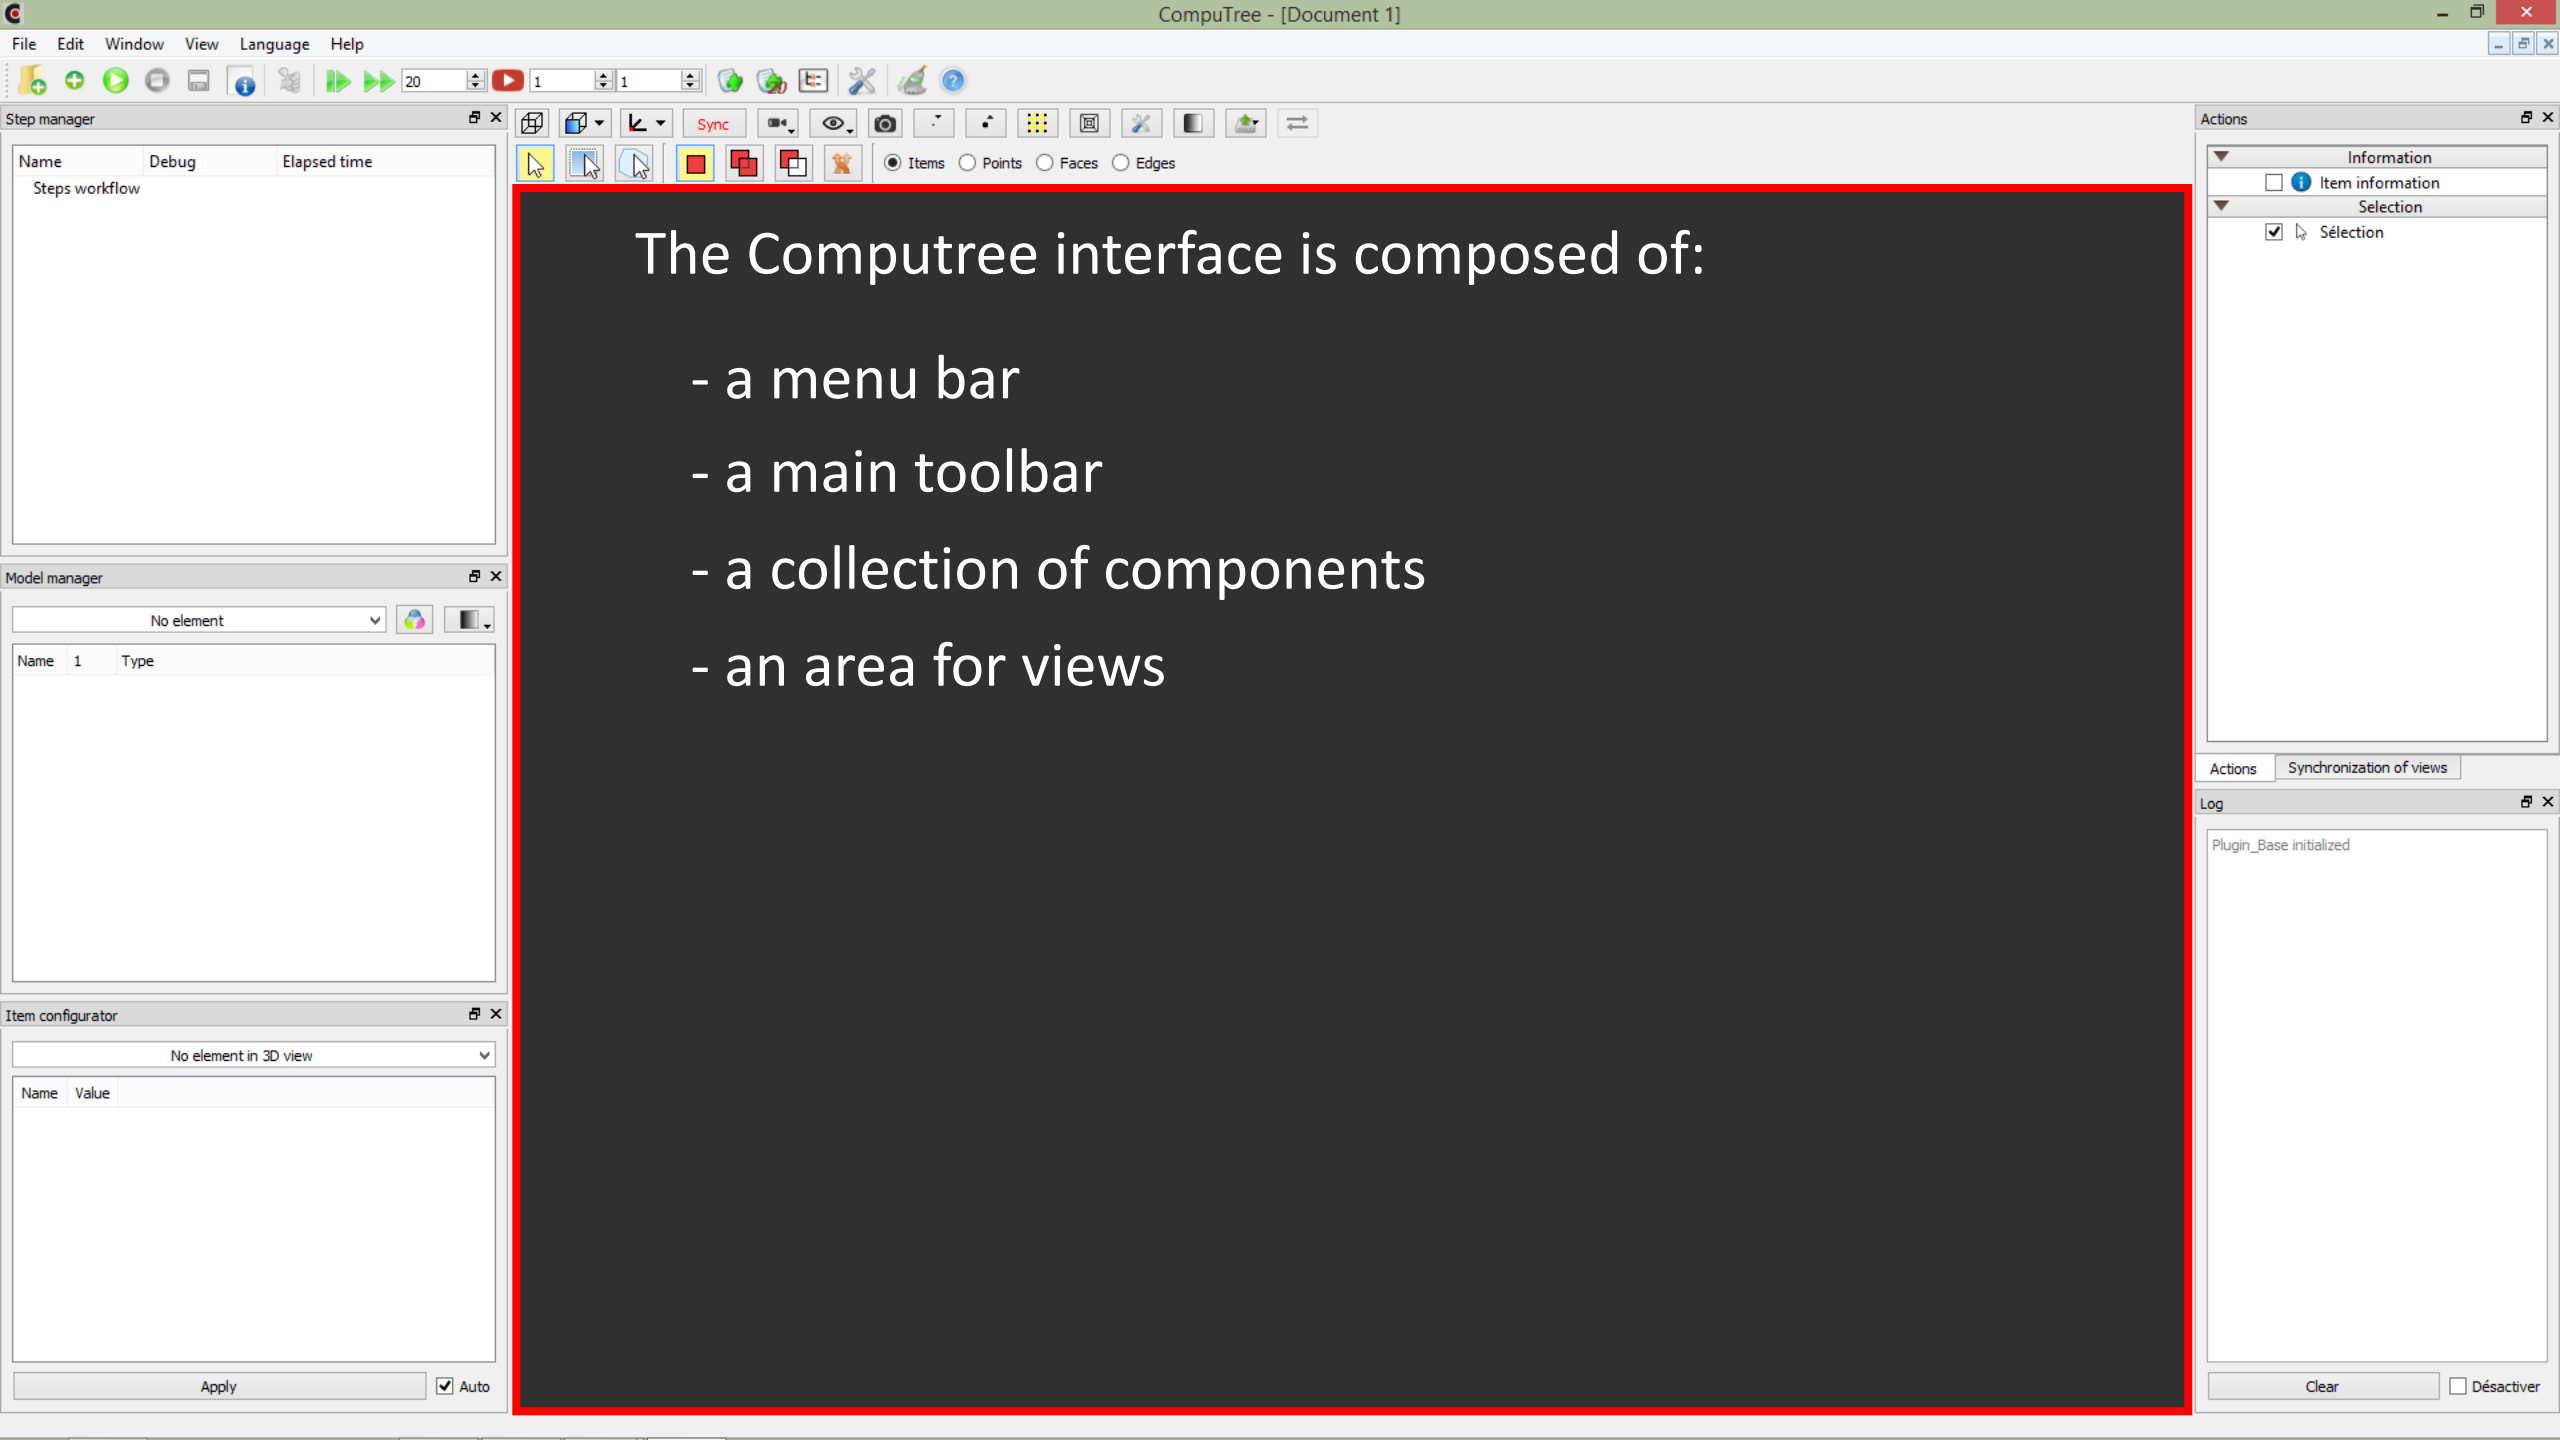 CompuTree - [Document 1]
File Edit Window View Language Help
20 1 1 2D
Step manager
Name Debug Elapsed time
Steps workflow
Sync
Items Points Faces Edges
The Computree interface is composed of:
- a menu bar
- a main toolbar
- a collection of components
- an area for views
Model manager
No element
Name 1 Type
Item configurator
No element in 3D view
Name Value
Apply Auto
Actions
Information
Item information
Selection
Sélection
Actions Synchronization of views
Log
Plugin_Base initialized
Clear Désactiver